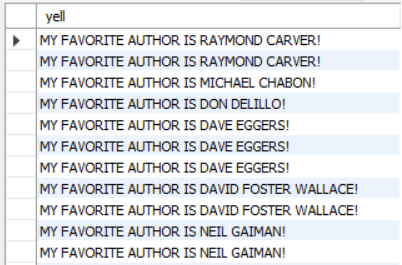 yell
MY FAVORITE AUTHOR IS RAYMOND CARVER!
MY FAVORITE AUTHOR IS RAYMOND CARVER!
MY FAVORITE AUTHOR IS MICHAEL CHABON!
MY FAVORITE AUTHOR IS DON DELILLO!
MY FAVORITE AUTHOR IS DAVE EGGERS!
MY FAVORITE AUTHOR IS DAVE EGGERS!
MY FAVORITE AUTHOR IS DAVE EGGERS!
MY FAVORITE AUTHOR IS DAVID FOSTER WALLACE!
MY FAVORITE AUTHOR IS DAVID FOSTER WALLACE!
MY FAVORITE AUTHOR IS NEIL GAIMAN!
MY FAVORITE AUTHOR IS NEIL GAIMAN!